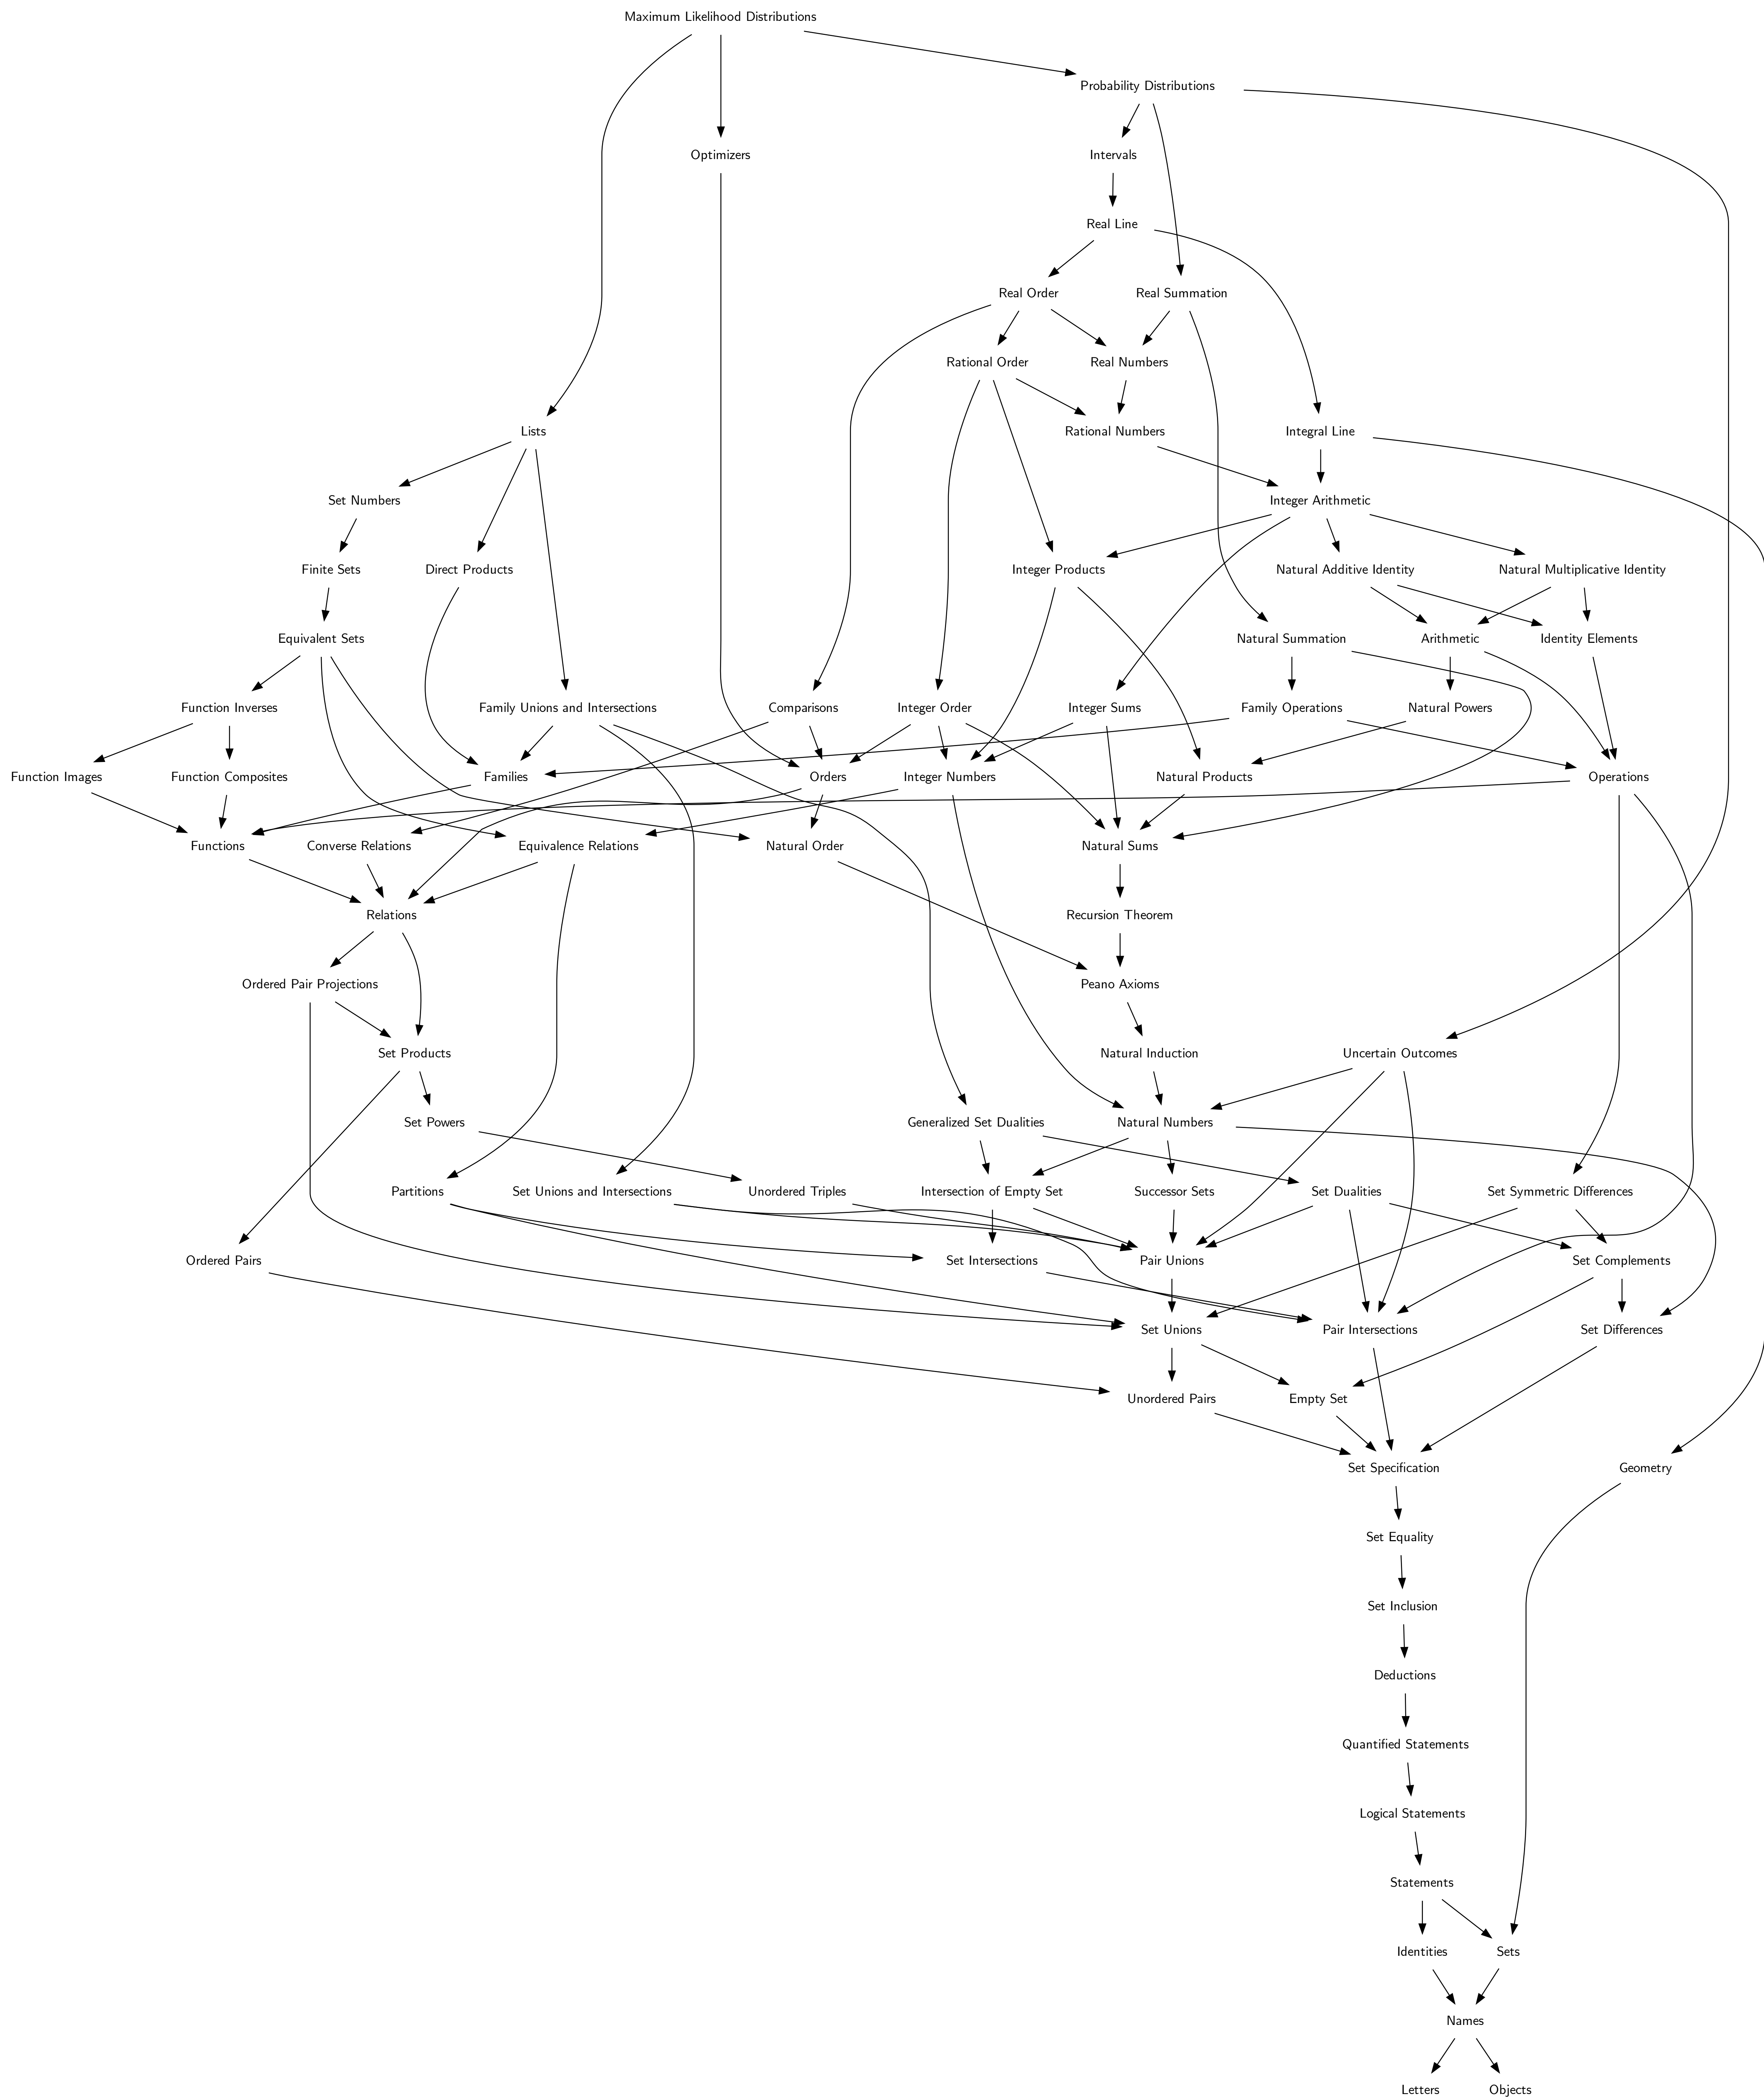 Maximum Likelihood Distributions
Probability Distributions
Optimizers
Intervals
Real Line
Real Order
Real Summation
Rational Order
Real Numbers
Lists
Rational Numbers
Integral Line
Set Numbers
Integer Arithmetic
Finite Sets
Direct Products
Integer Products
Natural Additive Identity
Natural Multiplicative Identity
Equivalent Sets
Natural Summation
Arithmetic
Identity Elements
Function Inverses
Family Unions and Intersections
Comparisons
Integer Order
Integer Sums
Family Operations
Natural Powers
Function Images
Function Composites
Families
Orders
Integer Numbers
Natural Products
Operations
Functions
Converse Relations
Equivalence Relations
Natural Order
Natural Sums
Relations
Recursion Theorem
Ordered Pair Projections
Peano Axioms
Set Products
Natural Induction
Uncertain Outcomes
Set Powers
Generalized Set Dualities
Natural Numbers
Partitions
Set Unions and Intersections
Unordered Triples
Intersection of Empty Set
Successor Sets
Set Dualities
Set Symmetric Differences
Ordered Pairs
Set Intersections
Pair Unions
Set Complements
Set Unions
Pair Intersections
Set Differences
Unordered Pairs
Empty Set
Set Specification
Geometry
Set Equality
Set Inclusion
Deductions
Quantified Statements
Logical Statements
Statements
Identities
Sets
Names
Letters
Objects